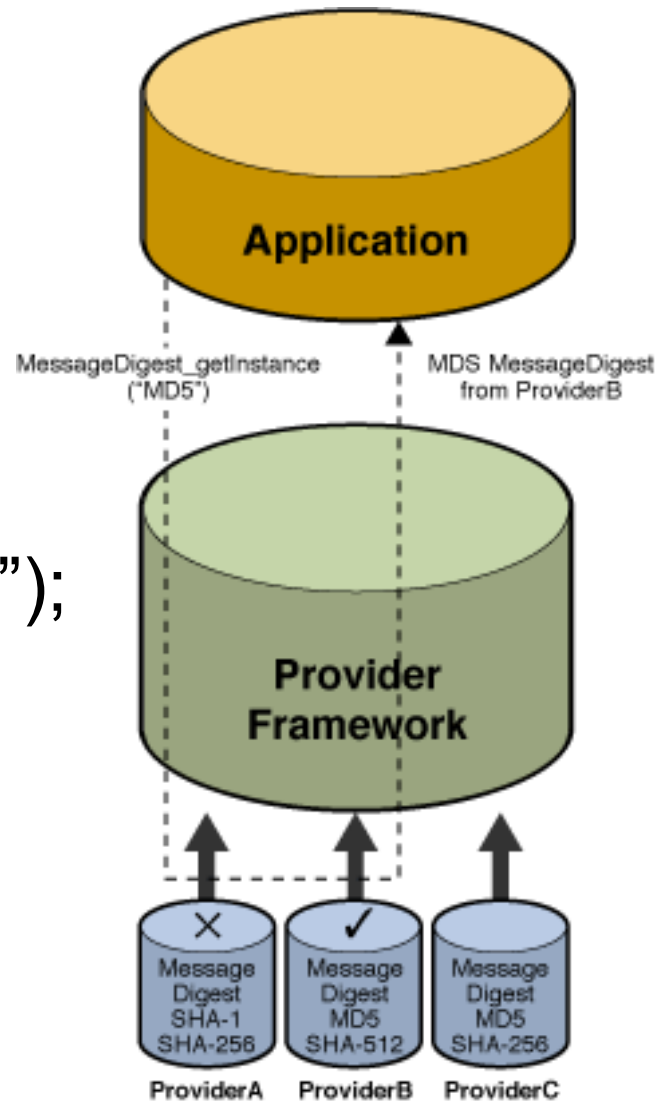 Application
MessageDigest_getInstance
("MD5")
MDS MessageDigest
from ProviderB
”);
Provider
Framework
Message
Digest
SHA-1
SHA-256
Message
Digest
MD5
SHA-512
Message
Digest
MD5
SHA-256
ProviderA
ProviderB
ProviderC